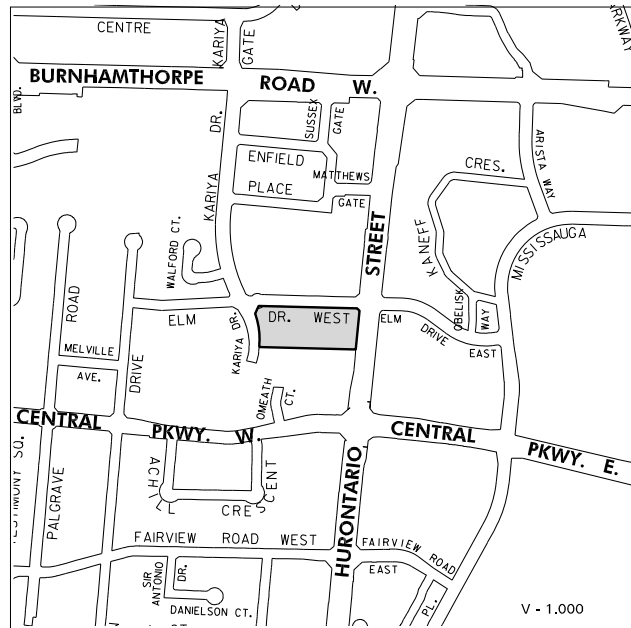 CENTRE
KARIYA
GATE
PARKWAY
BURNHAMTHORPE ROAD W.
BLVD.
DR.
SUSSEX
GATE
ENFIELD
PLACE
MATTHEWS
GATE
CRES.
ARISTA WAY
KARIYA
WALFORD CT.
STREET
KANEFF
MISSISSAUGA
ROAD
ELM
DR. WEST
ELM
DRIVE
EAST
OBELISK
WAY
KARIYA DR.
MELVILLE
AVE.
DRIVE
OMEATH
CT.
CENTRAL PKWY. W.
CENTRAL
PKWY. E.
PALGRAVE
ACHILL
CRESCENT
HURONTARIO
FAIRVIEW ROAD WEST
FAIRVIEW ROAD
EAST
SIR
ANTONIO
DR.
DANIELSON CT.
PL.
V - 1.000